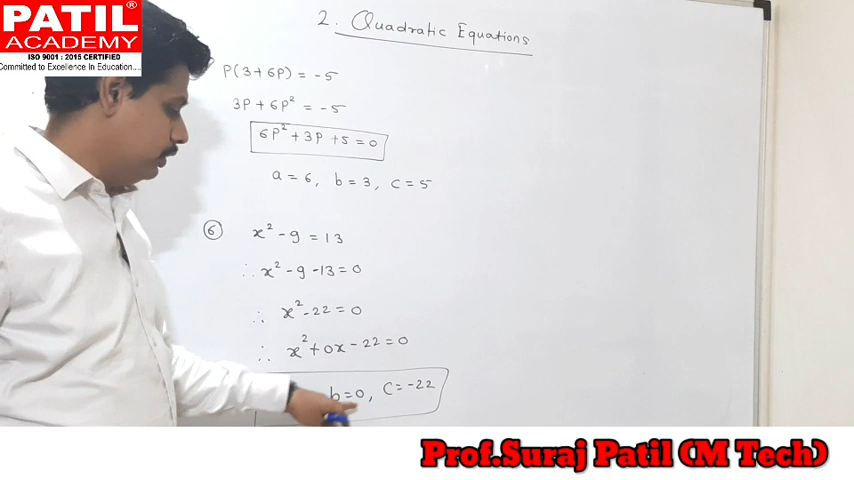 PATIL®
ACADEMY
ISO 9001 : 2015 CERTIFIED
Committed to Excellence In Education....
2. Quadratic Equations
P(3+6P) = -5
3P + 6P² = -5
6P² + 3P + 5 = 0
a = 6, b = 3, c = 5
⑥ x² - 9 = 13
∴ x² - 9 - 13 = 0
∴ x² - 22 = 0
∴ x² + 0x - 22 = 0
b = 0, C = -22
Prof.Suraj Patil (M Tech)